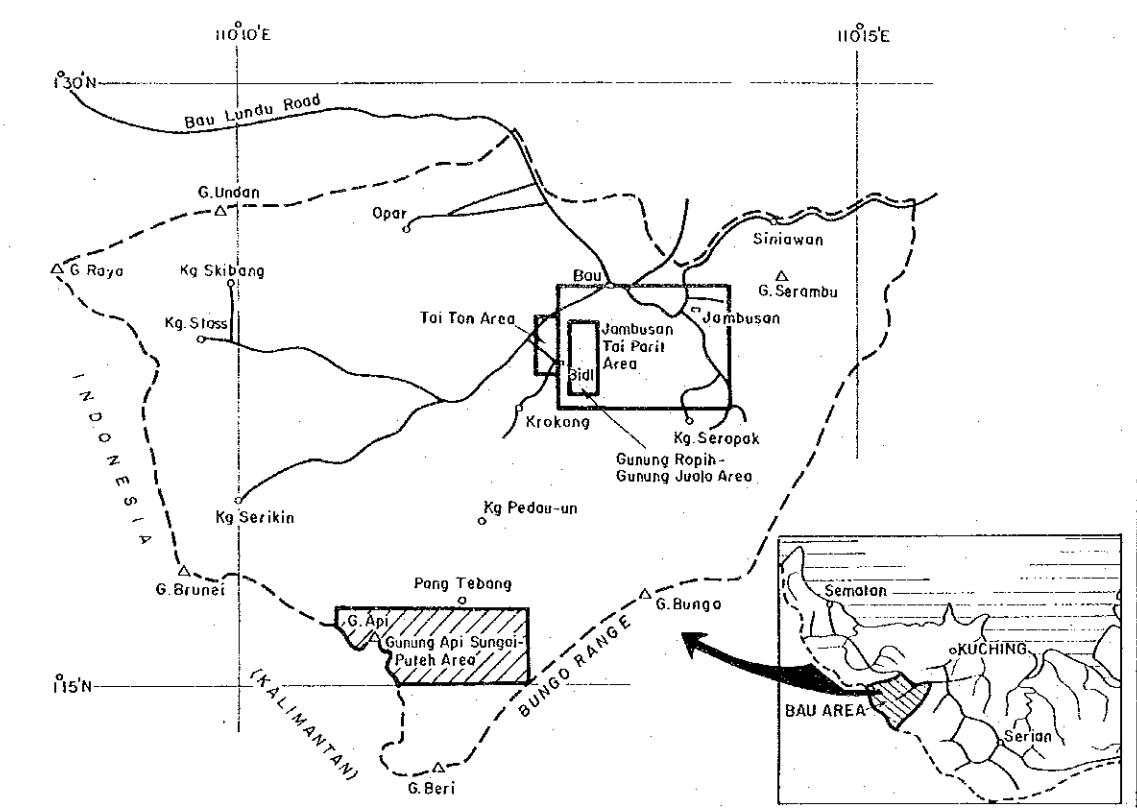 110°10'E
110°15'E
1°30'N
Bau Lundu Road
G. Undan
Opar
Siniawan
G. Raya
Kg Skibang
Bau
G. Serambu
Tai Ton Area
Jambusan
Kg. Stass
Jambusan
Tai Parit
Area
Bidi
INDONESIA
Krokong
Kg. Seropak
Gunung Ropih-
Gunung Juala Area
Kg Serikin
Kg Pedau-un
G. Brunei
Pang Tebang
G. Bunga
G. Api
Gunung Api Sungai-
Puteh Area
BUNGO RANGE
1°15'N
(KALIMANTAN)
G. Beri
Sematan
KUCHING
BAU AREA
Serian